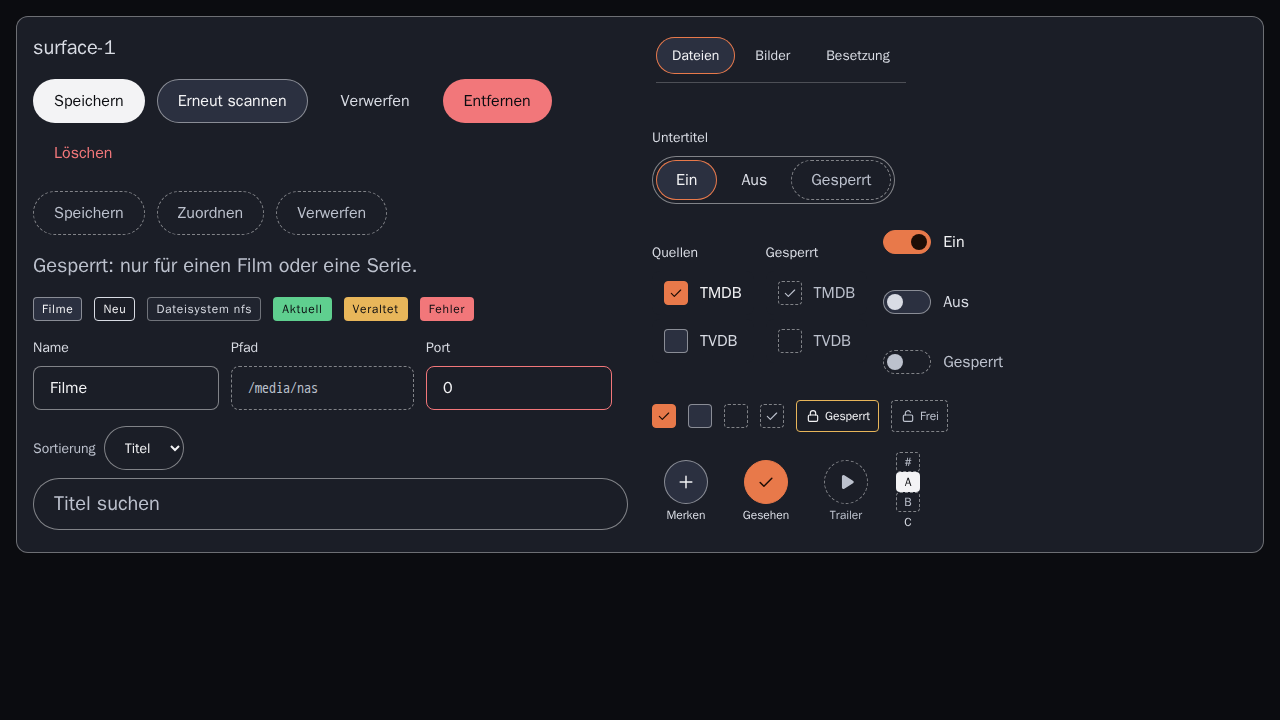 surface-1
Speichern Erneut scannen Verwerfen Entfernen
Löschen
Speichern Zuordnen Verwerfen
Gesperrt: nur für einen Film oder eine Serie.
Filme Neu Dateisystem nfs Aktuell Veraltet Fehler
Name Pfad Port
Filme /media/nas 0
Sortierung Titel
Titel suchen
Dateien Bilder Besetzung
Untertitel
Ein Aus Gesperrt
Quellen Gesperrt
TMDB TMDB
TVDB TVDB
Ein
Aus
Gesperrt
Gesperrt Frei
Merken Gesehen Trailer
#
A
B
C